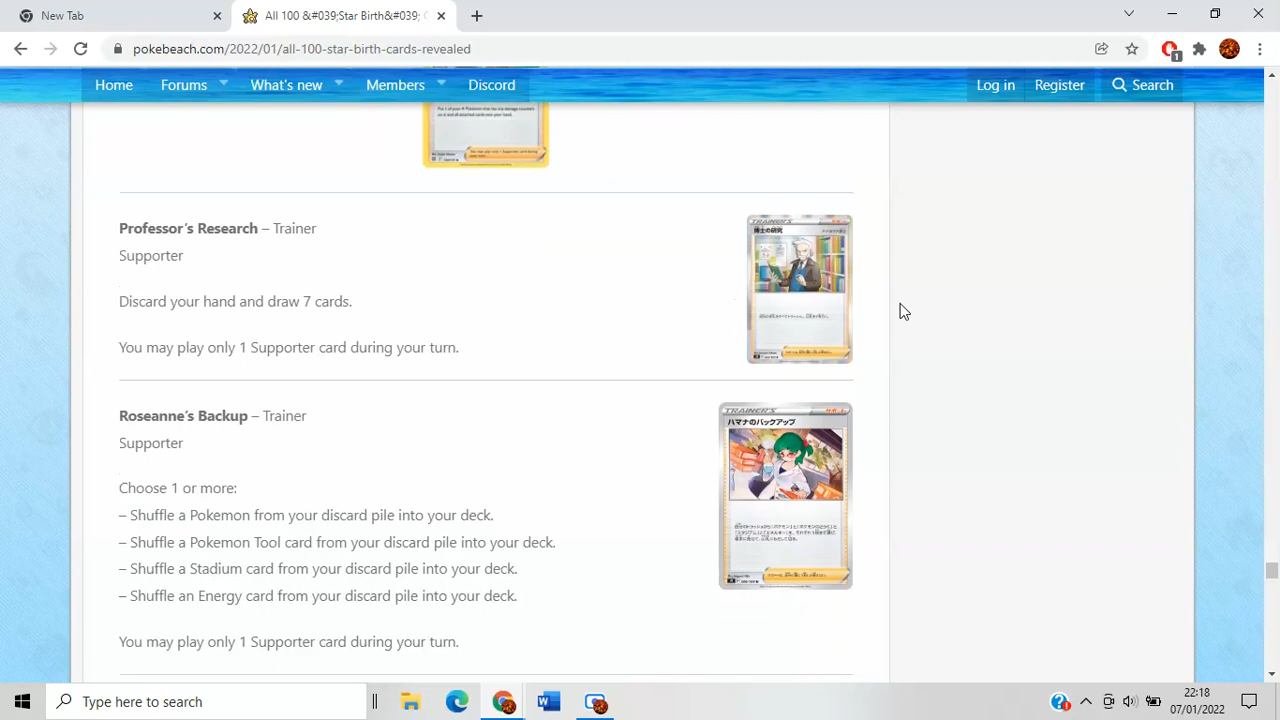 New Tab
All 100 &#039;Star Birth&#039; C
pokebeach.com/2022/01/all-100-star-birth-cards-revealed
1
Home
Forums
What's new
Members
Discord
Log in
Register
Search
Professor's Research – Trainer
Supporter
Discard your hand and draw 7 cards.
You may play only 1 Supporter card during your turn.
TRAINER'S
博士の研究
Roseanne's Backup – Trainer
Supporter
Choose 1 or more:
– Shuffle a Pokemon from your discard pile into your deck.
– Shuffle a Pokemon Tool card from your discard pile into your deck.
– Shuffle a Stadium card from your discard pile into your deck.
– Shuffle an Energy card from your discard pile into your deck.
You may play only 1 Supporter card during your turn.
TRAINER'S
ハマナのバックアップ
Type here to search
22:18
07/01/2022